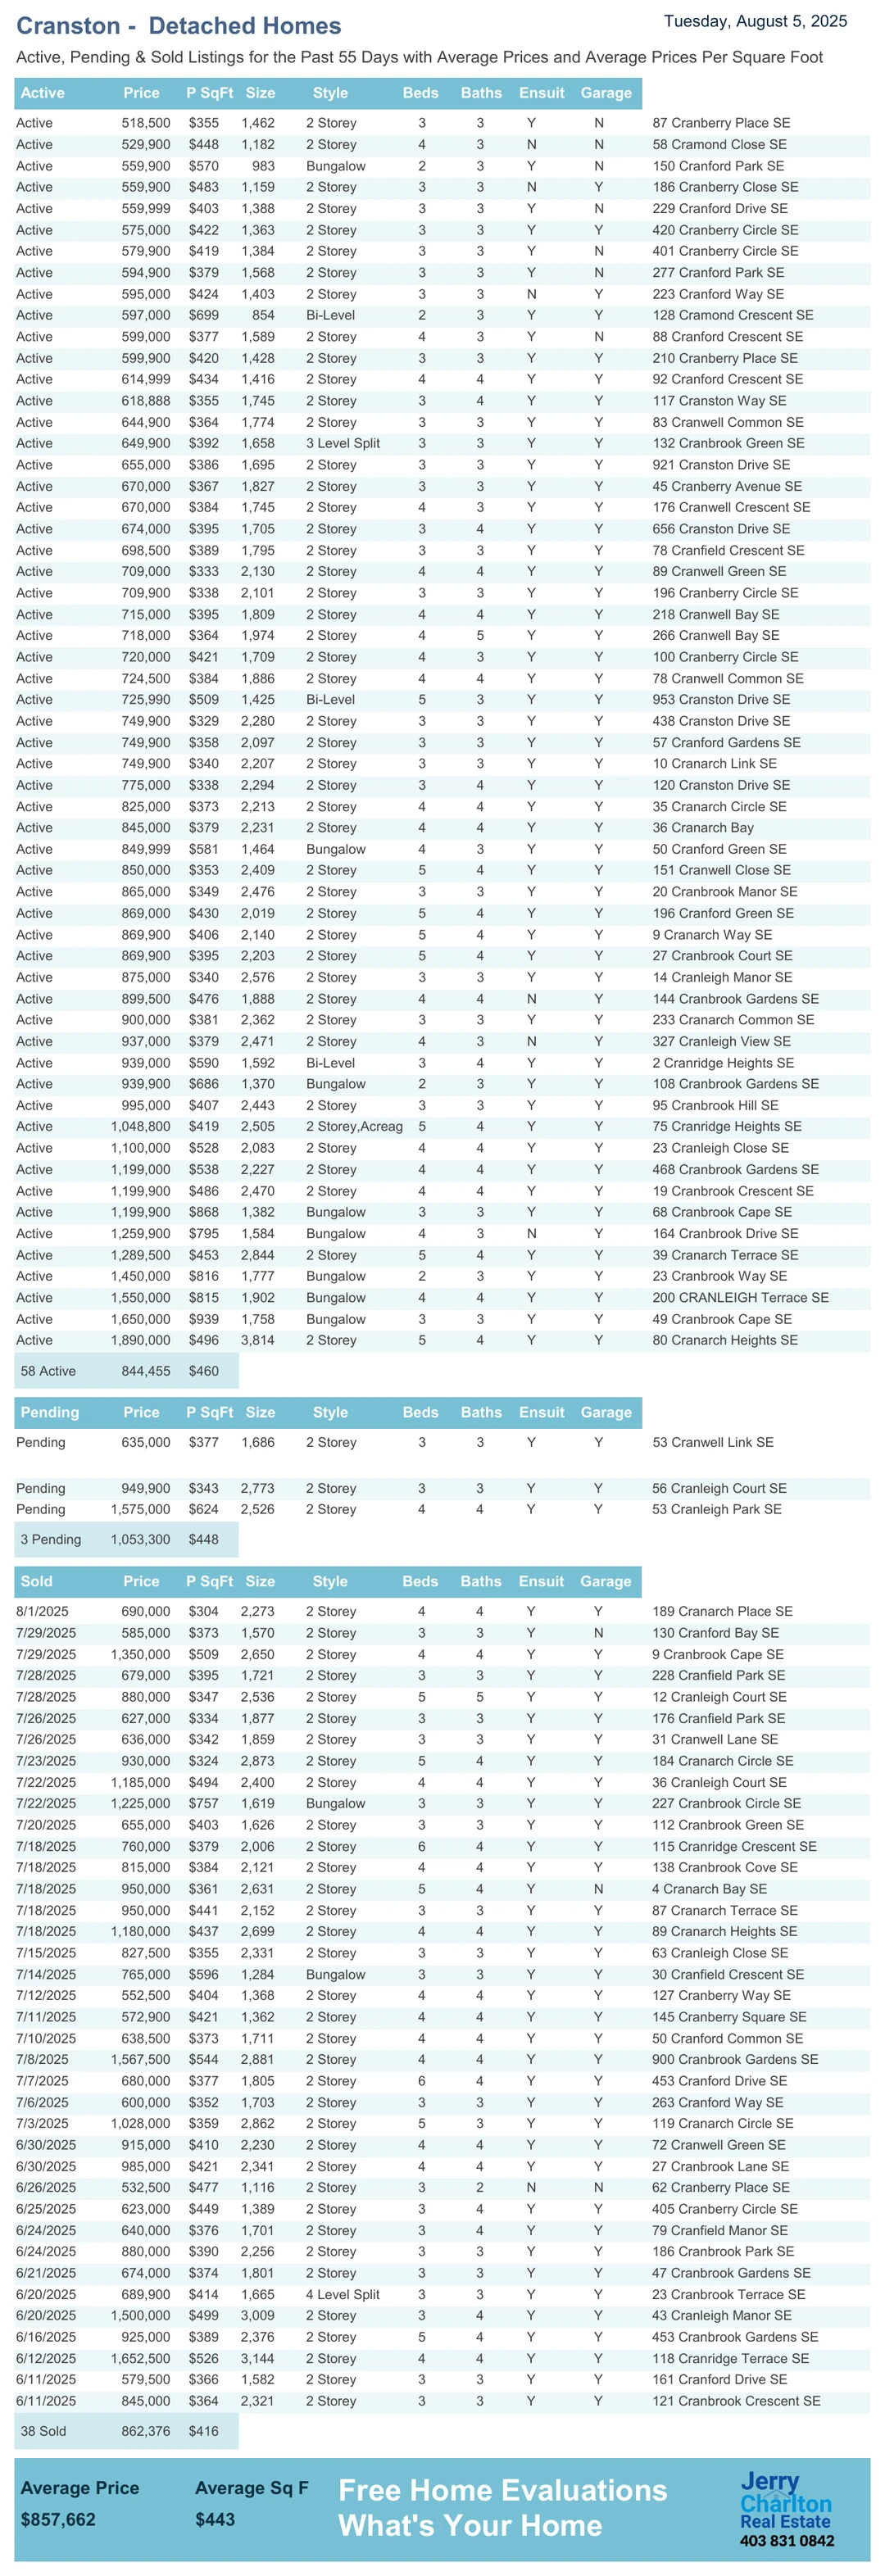 Cranston - Detached Homes
Tuesday, August 5, 2025
Active, Pending & Sold Listings for the Past 55 Days with Average Prices and Average Prices Per Square Foot
Active Price P SqFt Size Style Beds Baths Ensuit Garage
Active 518,500 $355 1,462 2 Storey 3 3 Y N 87 Cranberry Place SE
Active 529,900 $448 1,182 2 Storey 4 3 N N 58 Cramond Close SE
Active 559,900 $570 983 Bungalow 2 3 Y N 150 Cranford Park SE
Active 559,900 $483 1,159 2 Storey 3 3 N Y 186 Cranberry Close SE
Active 559,999 $403 1,388 2 Storey 3 3 Y N 229 Cranford Drive SE
Active 575,000 $422 1,363 2 Storey 3 3 Y Y 420 Cranberry Circle SE
Active 579,900 $419 1,384 2 Storey 3 3 Y N 401 Cranberry Circle SE
Active 594,900 $379 1,568 2 Storey 3 3 Y N 277 Cranford Park SE
Active 595,000 $424 1,403 2 Storey 3 3 N Y 223 Cranford Way SE
Active 597,000 $699 854 Bi-Level 2 3 Y Y 128 Cramond Crescent SE
Active 599,000 $377 1,589 2 Storey 4 3 Y N 88 Cranford Crescent SE
Active 599,900 $420 1,428 2 Storey 3 3 Y Y 210 Cranberry Place SE
Active 614,999 $434 1,416 2 Storey 4 4 Y Y 92 Cranford Crescent SE
Active 618,888 $355 1,745 2 Storey 3 4 Y Y 117 Cranston Way SE
Active 644,900 $364 1,774 2 Storey 3 3 Y Y 83 Cranwell Common SE
Active 649,900 $392 1,658 3 Level Split 3 3 Y Y 132 Cranbrook Green SE
Active 655,000 $386 1,695 2 Storey 3 3 Y Y 921 Cranston Drive SE
Active 670,000 $367 1,827 2 Storey 3 3 Y Y 45 Cranberry Avenue SE
Active 670,000 $384 1,745 2 Storey 4 3 Y Y 176 Cranwell Crescent SE
Active 674,000 $395 1,705 2 Storey 3 4 Y Y 656 Cranston Drive SE
Active 698,500 $389 1,795 2 Storey 3 3 Y Y 78 Cranfield Crescent SE
Active 709,000 $333 2,130 2 Storey 4 4 Y Y 89 Cranwell Green SE
Active 709,900 $338 2,101 2 Storey 3 3 Y Y 196 Cranberry Circle SE
Active 715,000 $395 1,809 2 Storey 4 4 Y Y 218 Cranwell Bay SE
Active 718,000 $364 1,974 2 Storey 4 5 Y Y 266 Cranwell Bay SE
Active 720,000 $421 1,709 2 Storey 4 3 Y Y 100 Cranberry Circle SE
Active 724,500 $384 1,886 2 Storey 4 4 Y Y 78 Cranwell Common SE
Active 725,990 $509 1,425 Bi-Level 5 3 Y Y 953 Cranston Drive SE
Active 749,900 $329 2,280 2 Storey 3 3 Y Y 438 Cranston Drive SE
Active 749,900 $358 2,097 2 Storey 3 3 Y Y 57 Cranford Gardens SE
Active 749,900 $340 2,207 2 Storey 3 3 Y Y 10 Cranarch Link SE
Active 775,000 $338 2,294 2 Storey 3 4 Y Y 120 Cranston Drive SE
Active 825,000 $373 2,213 2 Storey 4 4 Y Y 35 Cranarch Circle SE
Active 845,000 $379 2,231 2 Storey 4 4 Y Y 36 Cranarch Bay
Active 849,999 $581 1,464 Bungalow 4 3 Y Y 50 Cranford Green SE
Active 850,000 $353 2,409 2 Storey 5 4 Y Y 151 Cranwell Close SE
Active 865,000 $349 2,476 2 Storey 3 3 Y Y 20 Cranbrook Manor SE
Active 869,000 $430 2,019 2 Storey 5 4 Y Y 196 Cranford Green SE
Active 869,900 $406 2,140 2 Storey 5 4 Y Y 9 Cranarch Way SE
Active 869,900 $395 2,203 2 Storey 5 4 Y Y 27 Cranbrook Court SE
Active 875,000 $340 2,576 2 Storey 3 3 Y Y 14 Cranleigh Manor SE
Active 899,500 $476 1,888 2 Storey 4 4 N Y 144 Cranbrook Gardens SE
Active 900,000 $381 2,362 2 Storey 3 3 Y Y 233 Cranarch Common SE
Active 937,000 $379 2,471 2 Storey 4 3 N Y 327 Cranleigh View SE
Active 939,000 $590 1,592 Bi-Level 3 4 Y Y 2 Cranridge Heights SE
Active 939,900 $686 1,370 Bungalow 2 3 Y Y 108 Cranbrook Gardens SE
Active 995,000 $407 2,443 2 Storey 3 3 Y Y 95 Cranbrook Hill SE
Active 1,048,800 $419 2,505 2 Storey,Acreag 5 4 Y Y 75 Cranridge Heights SE
Active 1,100,000 $528 2,083 2 Storey 4 4 Y Y 23 Cranleigh Close SE
Active 1,199,000 $538 2,227 2 Storey 4 4 Y Y 468 Cranbrook Gardens SE
Active 1,199,900 $486 2,470 2 Storey 4 4 Y Y 19 Cranbrook Crescent SE
Active 1,199,900 $868 1,382 Bungalow 3 3 Y Y 68 Cranbrook Cape SE
Active 1,259,900 $795 1,584 Bungalow 4 3 N Y 164 Cranbrook Drive SE
Active 1,289,500 $453 2,844 2 Storey 5 4 Y Y 39 Cranarch Terrace SE
Active 1,450,000 $816 1,777 Bungalow 2 3 Y Y 23 Cranbrook Way SE
Active 1,550,000 $815 1,902 Bungalow 4 4 Y Y 200 CRANLEIGH Terrace SE
Active 1,650,000 $939 1,758 Bungalow 3 3 Y Y 49 Cranbrook Cape SE
Active 1,890,000 $496 3,814 2 Storey 5 4 Y Y 80 Cranarch Heights SE
58 Active 844,455 $460
Pending Price P SqFt Size Style Beds Baths Ensuit Garage
Pending 635,000 $377 1,686 2 Storey 3 3 Y Y 53 Cranwell Link SE
Pending 949,900 $343 2,773 2 Storey 3 3 Y Y 56 Cranleigh Court SE
Pending 1,575,000 $624 2,526 2 Storey 4 4 Y Y 53 Cranleigh Park SE
3 Pending 1,053,300 $448
Sold Price P SqFt Size Style Beds Baths Ensuit Garage
8/1/2025 690,000 $304 2,273 2 Storey 4 4 Y Y 189 Cranarch Place SE
7/29/2025 585,000 $373 1,570 2 Storey 3 3 Y N 130 Cranford Bay SE
7/29/2025 1,350,000 $509 2,650 2 Storey 4 4 Y Y 9 Cranbrook Cape SE
7/28/2025 679,000 $395 1,721 2 Storey 3 3 Y Y 228 Cranfield Park SE
7/28/2025 880,000 $347 2,536 2 Storey 5 5 Y Y 12 Cranleigh Court SE
7/26/2025 627,000 $334 1,877 2 Storey 3 3 Y Y 176 Cranfield Park SE
7/26/2025 636,000 $342 1,859 2 Storey 3 3 Y Y 31 Cranwell Lane SE
7/23/2025 930,000 $324 2,873 2 Storey 5 4 Y Y 184 Cranarch Circle SE
7/22/2025 1,185,000 $494 2,400 2 Storey 4 4 Y Y 36 Cranleigh Court SE
7/22/2025 1,225,000 $757 1,619 Bungalow 3 3 Y Y 227 Cranbrook Circle SE
7/20/2025 655,000 $403 1,626 2 Storey 3 3 Y Y 112 Cranbrook Green SE
7/18/2025 760,000 $379 2,006 2 Storey 6 4 Y Y 115 Cranridge Crescent SE
7/18/2025 815,000 $384 2,121 2 Storey 4 4 Y Y 138 Cranbrook Cove SE
7/18/2025 950,000 $361 2,631 2 Storey 5 4 Y N 4 Cranarch Bay SE
7/18/2025 950,000 $441 2,152 2 Storey 3 3 Y Y 87 Cranarch Terrace SE
7/18/2025 1,180,000 $437 2,699 2 Storey 4 4 Y Y 89 Cranarch Heights SE
7/15/2025 827,500 $355 2,331 2 Storey 3 3 Y Y 63 Cranleigh Close SE
7/14/2025 765,000 $596 1,284 Bungalow 3 3 Y Y 30 Cranfield Crescent SE
7/12/2025 552,500 $404 1,368 2 Storey 4 4 Y Y 127 Cranberry Way SE
7/11/2025 572,900 $421 1,362 2 Storey 4 4 Y Y 145 Cranberry Square SE
7/10/2025 638,500 $373 1,711 2 Storey 4 4 Y Y 50 Cranford Common SE
7/8/2025 1,567,500 $544 2,881 2 Storey 4 4 Y Y 900 Cranbrook Gardens SE
7/7/2025 680,000 $377 1,805 2 Storey 6 4 Y Y 453 Cranford Drive SE
7/6/2025 600,000 $352 1,703 2 Storey 3 3 Y Y 263 Cranford Way SE
7/3/2025 1,028,000 $359 2,862 2 Storey 5 3 Y Y 119 Cranarch Circle SE
6/30/2025 915,000 $410 2,230 2 Storey 4 4 Y Y 72 Cranwell Green SE
6/30/2025 985,000 $421 2,341 2 Storey 4 4 Y Y 27 Cranbrook Lane SE
6/26/2025 532,500 $477 1,116 2 Storey 3 2 N N 62 Cranberry Place SE
6/25/2025 623,000 $449 1,389 2 Storey 3 4 Y Y 405 Cranberry Circle SE
6/24/2025 640,000 $376 1,701 2 Storey 3 4 Y Y 79 Cranfield Manor SE
6/24/2025 880,000 $390 2,256 2 Storey 3 3 Y Y 186 Cranbrook Park SE
6/21/2025 674,000 $374 1,801 2 Storey 3 3 Y Y 47 Cranbrook Gardens SE
6/20/2025 689,900 $414 1,665 4 Level Split 3 3 Y Y 23 Cranbrook Terrace SE
6/20/2025 1,500,000 $499 3,009 2 Storey 3 4 Y Y 43 Cranleigh Manor SE
6/16/2025 925,000 $389 2,376 2 Storey 5 4 Y Y 453 Cranbrook Gardens SE
6/12/2025 1,652,500 $526 3,144 2 Storey 4 4 Y Y 118 Cranridge Terrace SE
6/11/2025 579,500 $366 1,582 2 Storey 3 3 Y Y 161 Cranford Drive SE
6/11/2025 845,000 $364 2,321 2 Storey 3 3 Y Y 121 Cranbrook Crescent SE
38 Sold 862,376 $416
Average Price Average Sq F
$857,662 $443
Free Home Evaluations
What's Your Home
Jerry
Charlton
Real Estate
403 831 0842